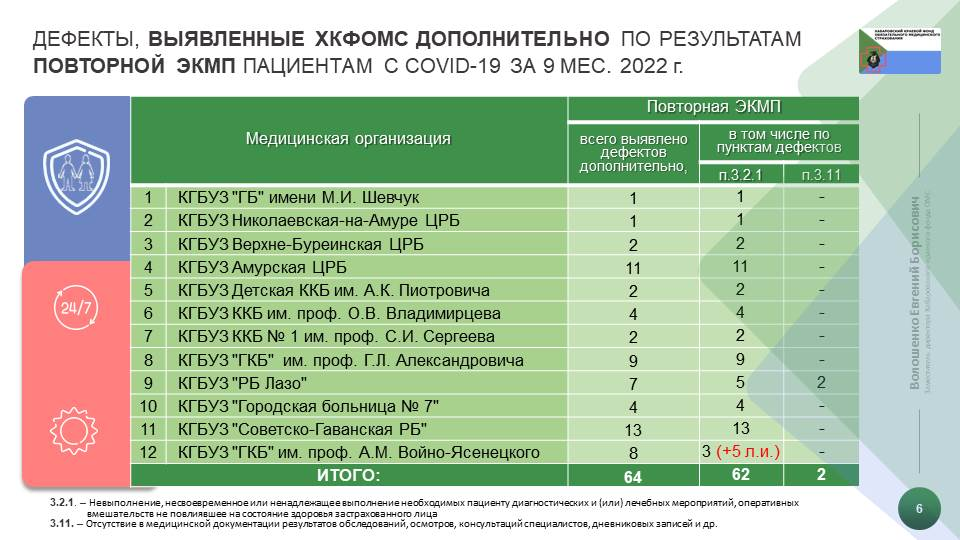 ДЕФЕКТЫ, ВЫЯВЛЕННЫЕ ХКФОМС ДОПОЛНИТЕЛЬНО ПО РЕЗУЛЬТАТАМ
ПОВТОРНОЙ ЭКМП ПАЦИЕНТАМ С COVID-19 ЗА 9 МЕС. 2022 г.
ХАБАРОВСКИЙ КРАЕВОЙ ФОНД
ОБЯЗАТЕЛЬНОГО МЕДИЦИНСКОГО
СТРАХОВАНИЯ
Медицинская организация
Повторная ЭКМП
всего выявлено
дефектов
дополнительно,
в том числе по
пунктам дефектов
п.3.2.1 п.3.11
1 КГБУЗ "ГБ" имени М.И. Шевчук 1 1 -
2 КГБУЗ Николаевская-на-Амуре ЦРБ 1 1 -
3 КГБУЗ Верхне-Буреинская ЦРБ 2 2 -
4 КГБУЗ Амурская ЦРБ 11 11 -
5 КГБУЗ Детская ККБ им. А.К. Пиотровича 2 2 -
6 КГБУЗ ККБ им. проф. О.В. Владимирцева 4 4 -
7 КГБУЗ ККБ № 1 им. проф. С.И. Сергеева 2 2 -
8 КГБУЗ "ГКБ" им. проф. Г.Л. Александровича 9 9 -
9 КГБУЗ "РБ Лазо" 7 5 2
10 КГБУЗ "Городская больница № 7" 4 4 -
11 КГБУЗ "Советско-Гаванская РБ" 13 13 -
12 КГБУЗ "ГКБ" им. проф. А.М. Войно-Ясенецкого 8 3 (+5 л.и.) -
ИТОГО: 64 62 2
24/7
3.2.1. – Невыполнение, несвоевременное или ненадлежащее выполнение необходимых пациенту диагностических и (или) лечебных мероприятий, оперативных
вмешательств не повлиявшее на состояние здоровья застрахованного лица
3.11. – Отсутствие в медицинской документации результатов обследований, осмотров, консультаций специалистов, дневниковых записей и др.
Волошенко Евгений Борисович
Заместитель директора Хабаровского краевого фонда ОМС
6